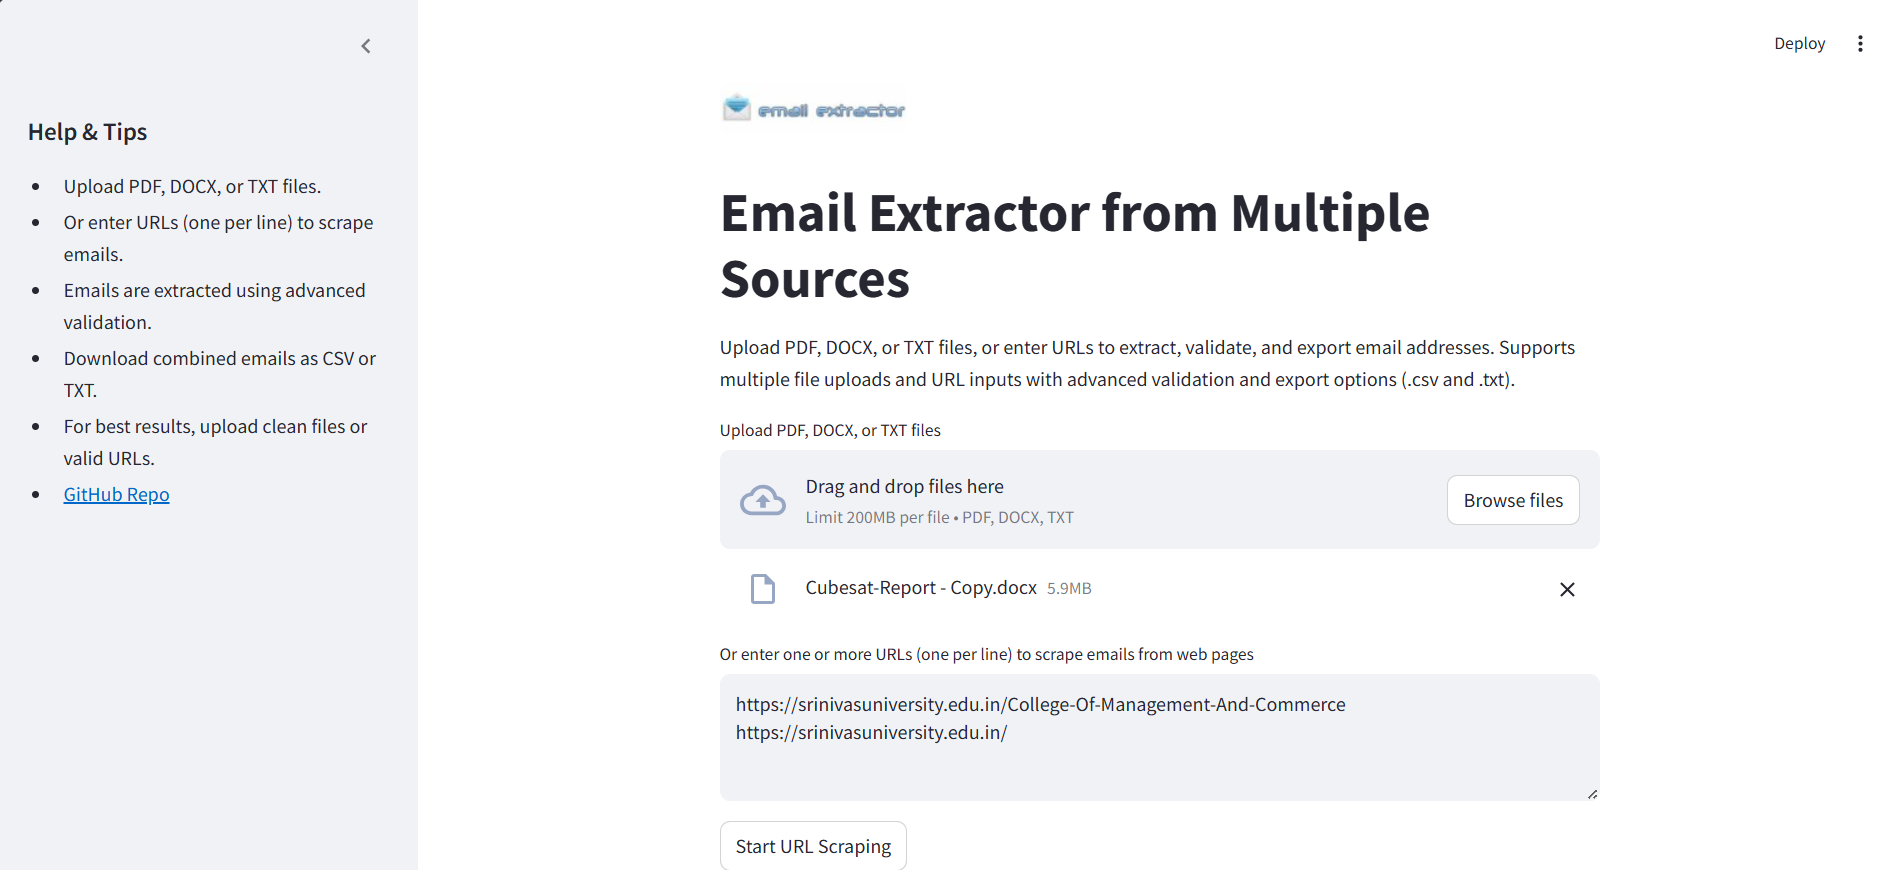 Deploy
Help & Tips
Upload PDF, DOCX, or TXT files.
Or enter URLs (one per line) to scrape
emails.
Emails are extracted using advanced
validation.
Download combined emails as CSV or
TXT.
For best results, upload clean files or
valid URLs.
GitHub Repo
email extractor
Email Extractor from Multiple
Sources
Upload PDF, DOCX, or TXT files, or enter URLs to extract, validate, and export email addresses. Supports
multiple file uploads and URL inputs with advanced validation and export options (.csv and .txt).
Upload PDF, DOCX, or TXT files
Drag and drop files here
Limit 200MB per file • PDF, DOCX, TXT
Browse files
Cubesat-Report - Copy.docx 5.9MB
Or enter one or more URLs (one per line) to scrape emails from web pages
https://srinivasuniversity.edu.in/College-Of-Management-And-Commerce
https://srinivasuniversity.edu.in/
Start URL Scraping